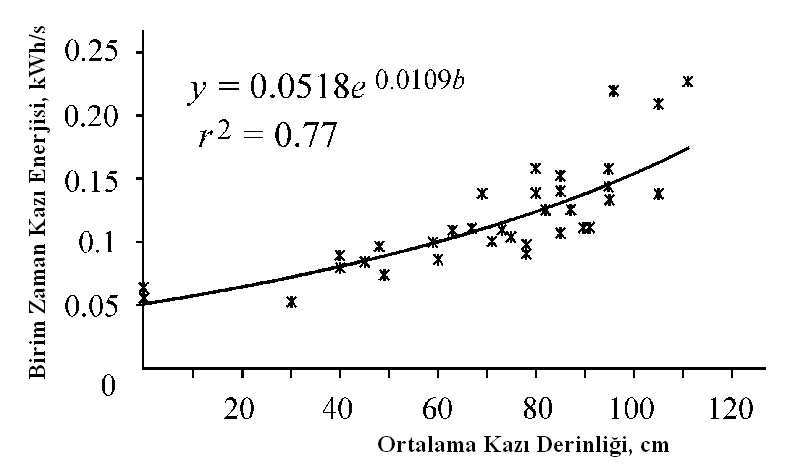 Birim Zaman Kazı Enerjisi, kWh/s
0.25
0.20
0.15
0.1
0.05
0
y = 0.0518e 0.0109b
r2 = 0.77
20 40 60 80 100 120
Ortalama Kazı Derinliği, cm